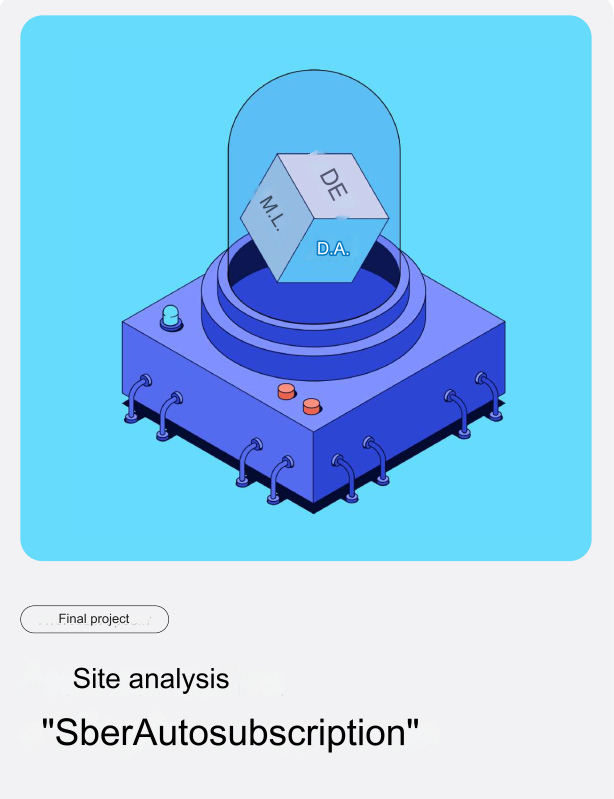 DE
M.L.
D.A.
Final project
Site analysis
"SberAutosubscription"